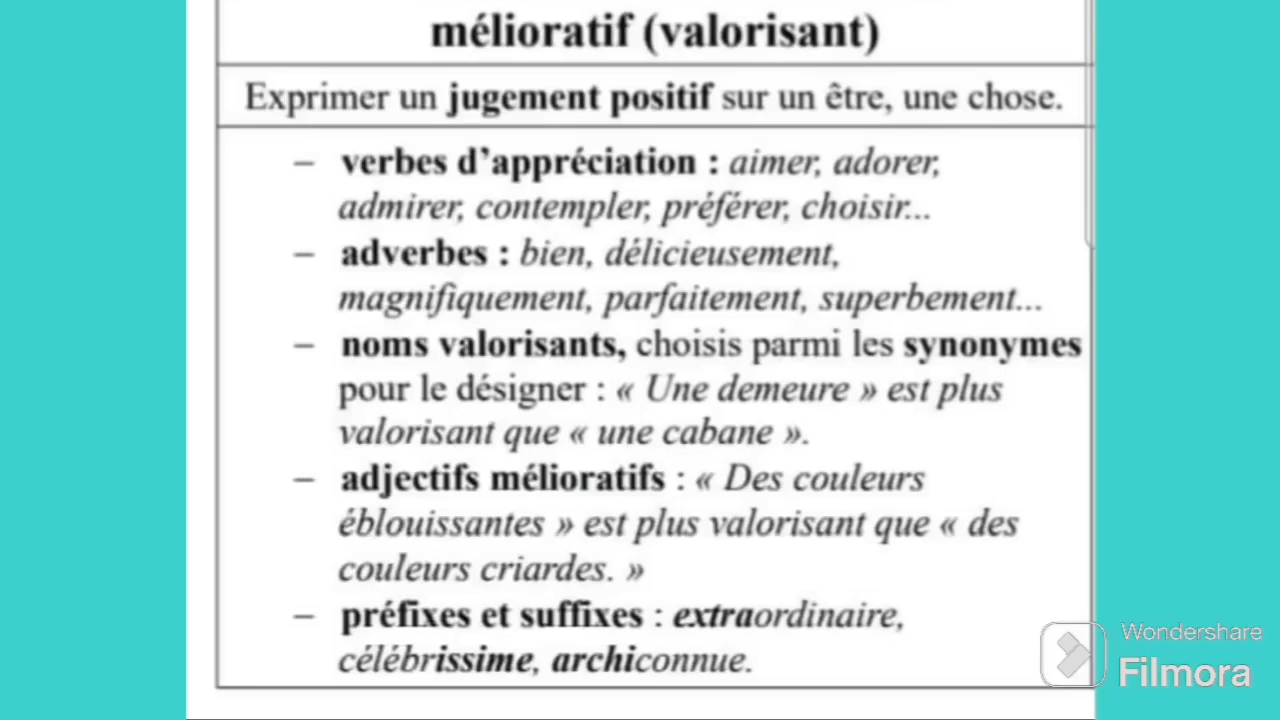 mélioratif (valorisant)
Exprimer un jugement positif sur un être, une chose.
– verbes d’appréciation : aimer, adorer,
admirer, contempler, préférer, choisir...
– adverbes : bien, délicieusement,
magnifiquement, parfaitement, superbement...
– noms valorisants, choisis parmi les synonymes
pour le désigner : « Une demeure » est plus
valorisant que « une cabane ».
– adjectifs mélioratifs : « Des couleurs
éblouissantes » est plus valorisant que « des
couleurs criardes. »
– préfixes et suffixes : extraordinaire,
célébrissime, archiconnue.
Wondershare
Filmora